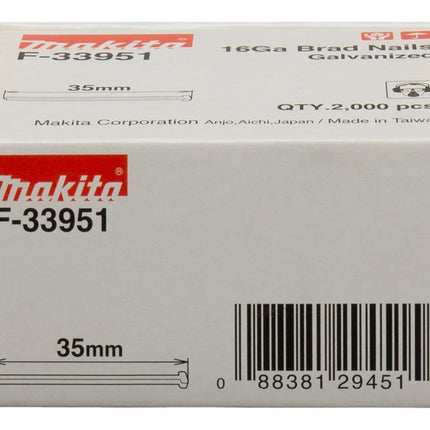 makita®
F-33951
35mm
16Ga Brad Nails
Galvanized
QTY.2,000 pcs
Makita Corporation Anjo,Aichi,Japan / Made in Taiwan
makita®
F-33951
35mm
0 88381 29451